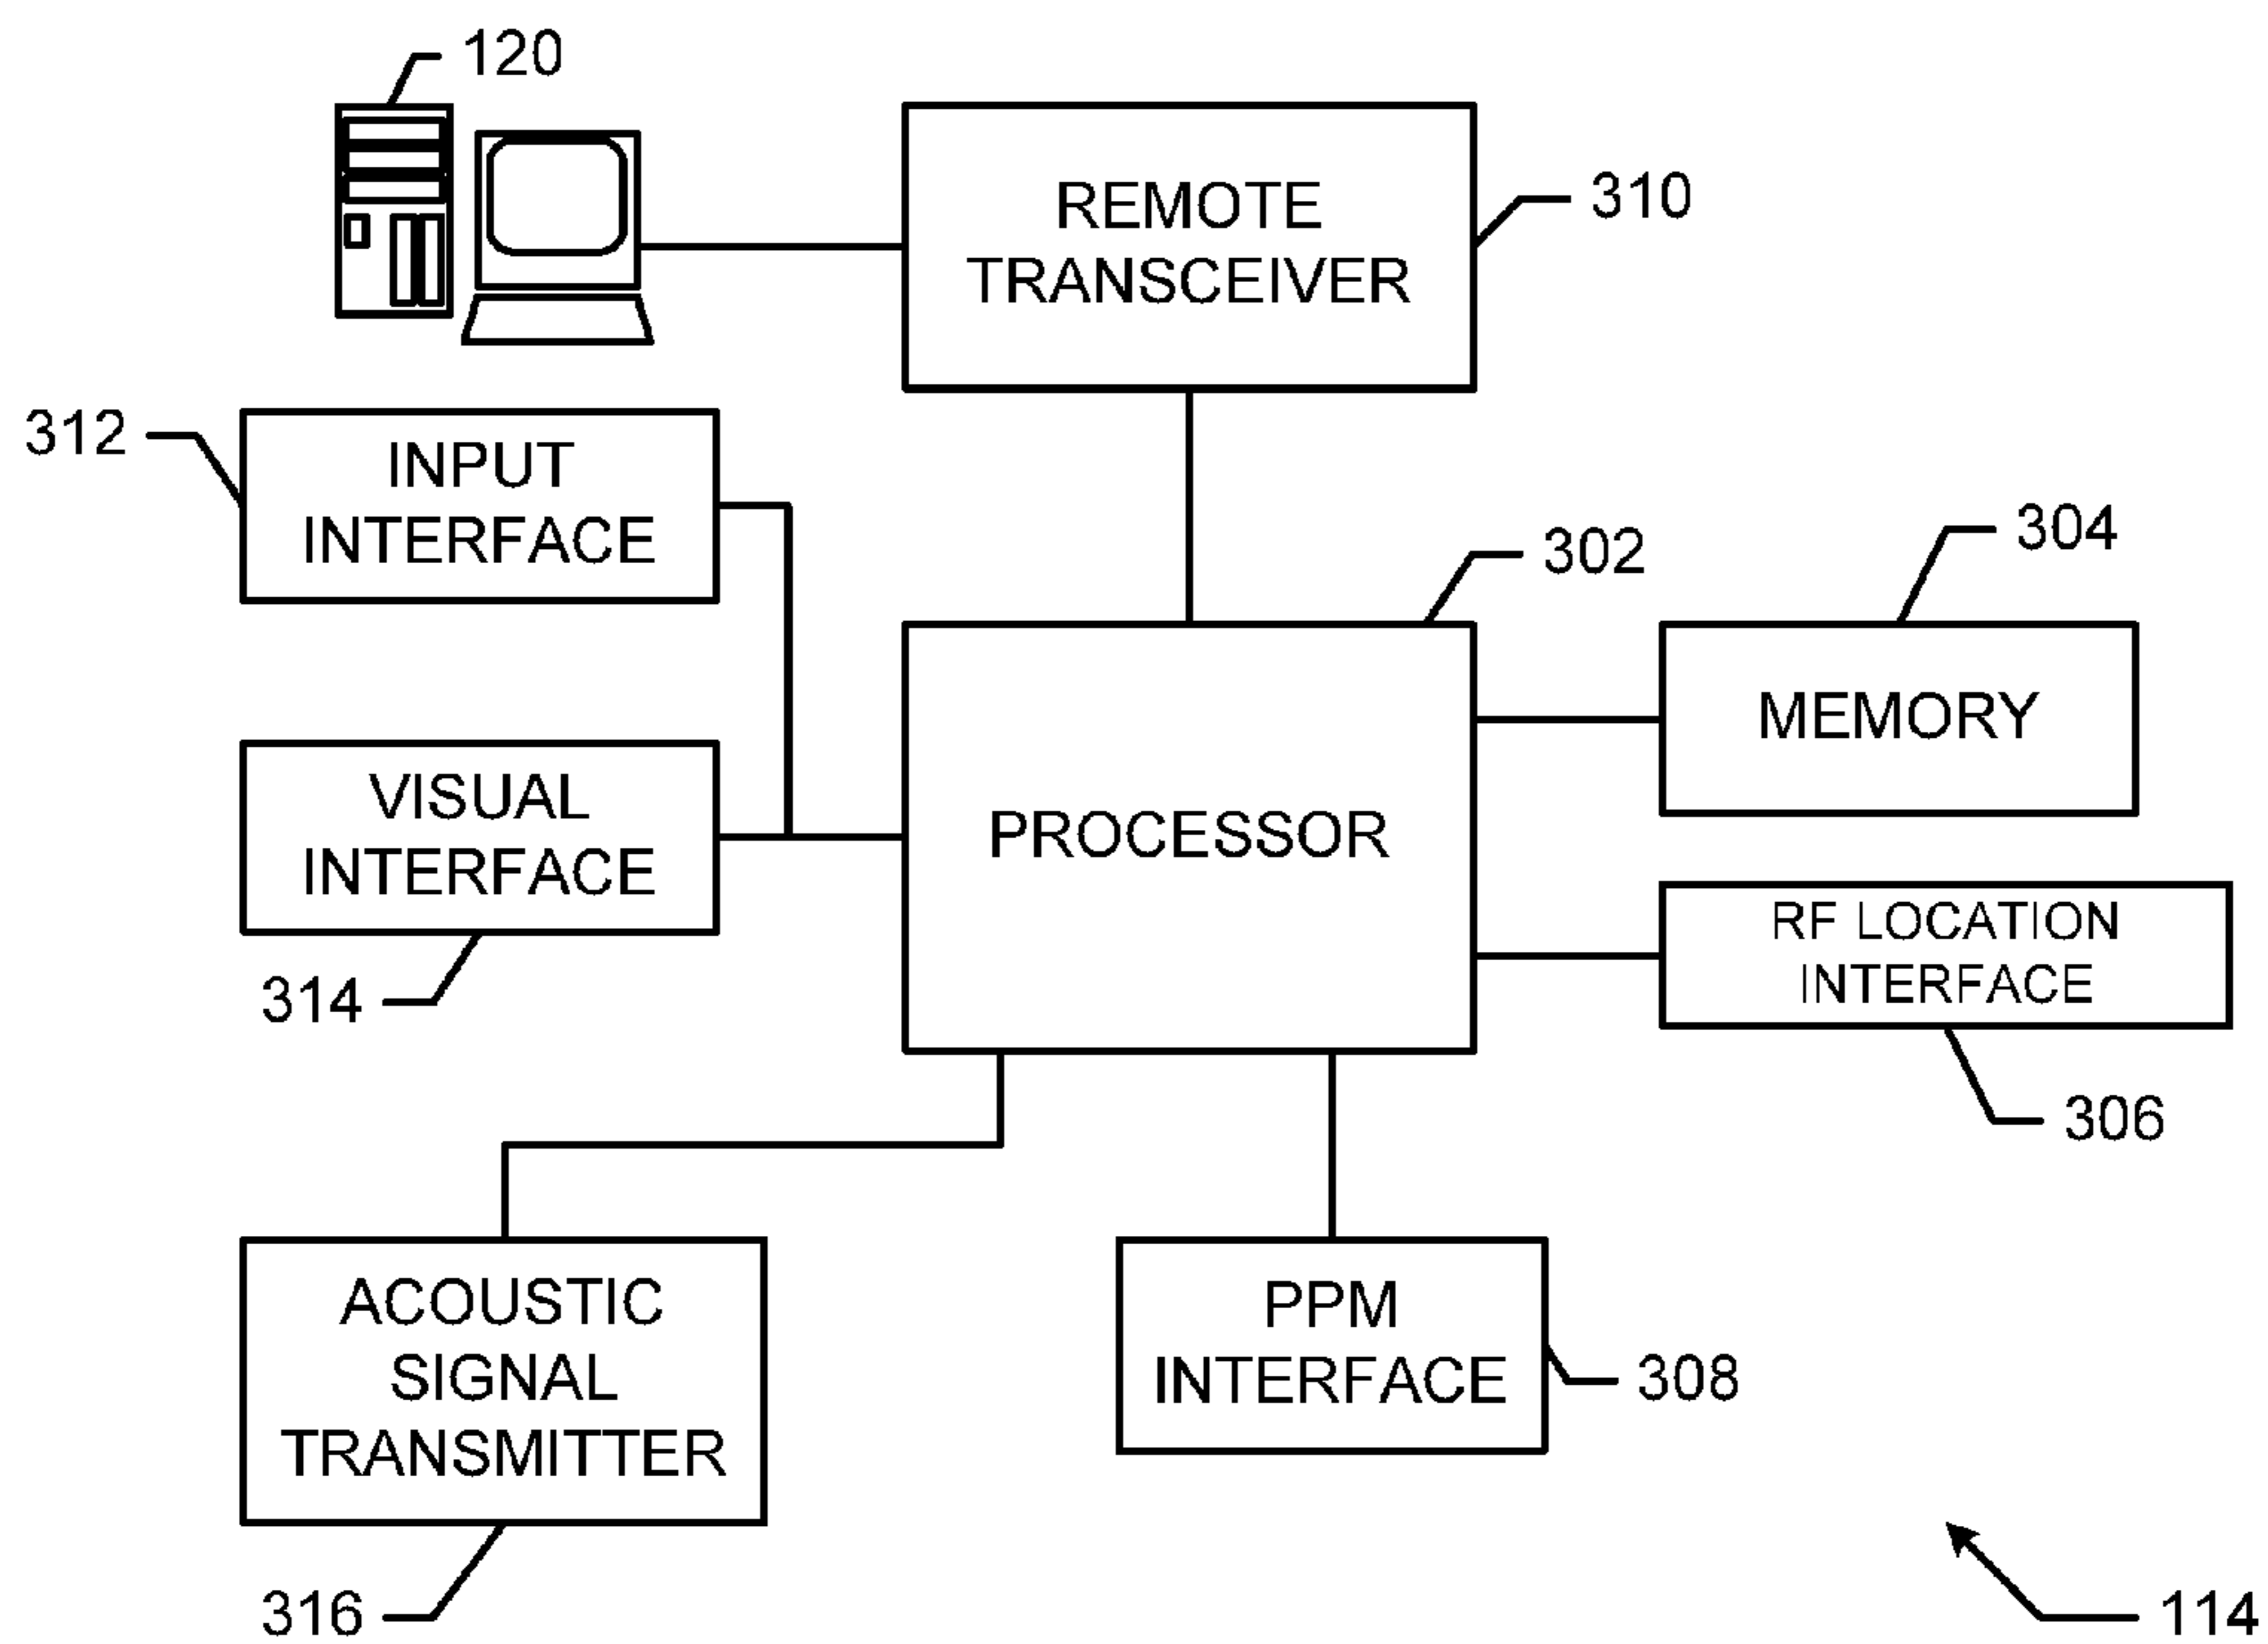 120
REMOTE
TRANSCEIVER
310
312
INPUT
INTERFACE
302
304
PROCESSOR
MEMORY
VISUAL
INTERFACE
314
RF LOCATION
INTERFACE
306
ACOUSTIC
SIGNAL
TRANSMITTER
316
PPM
INTERFACE
308
114